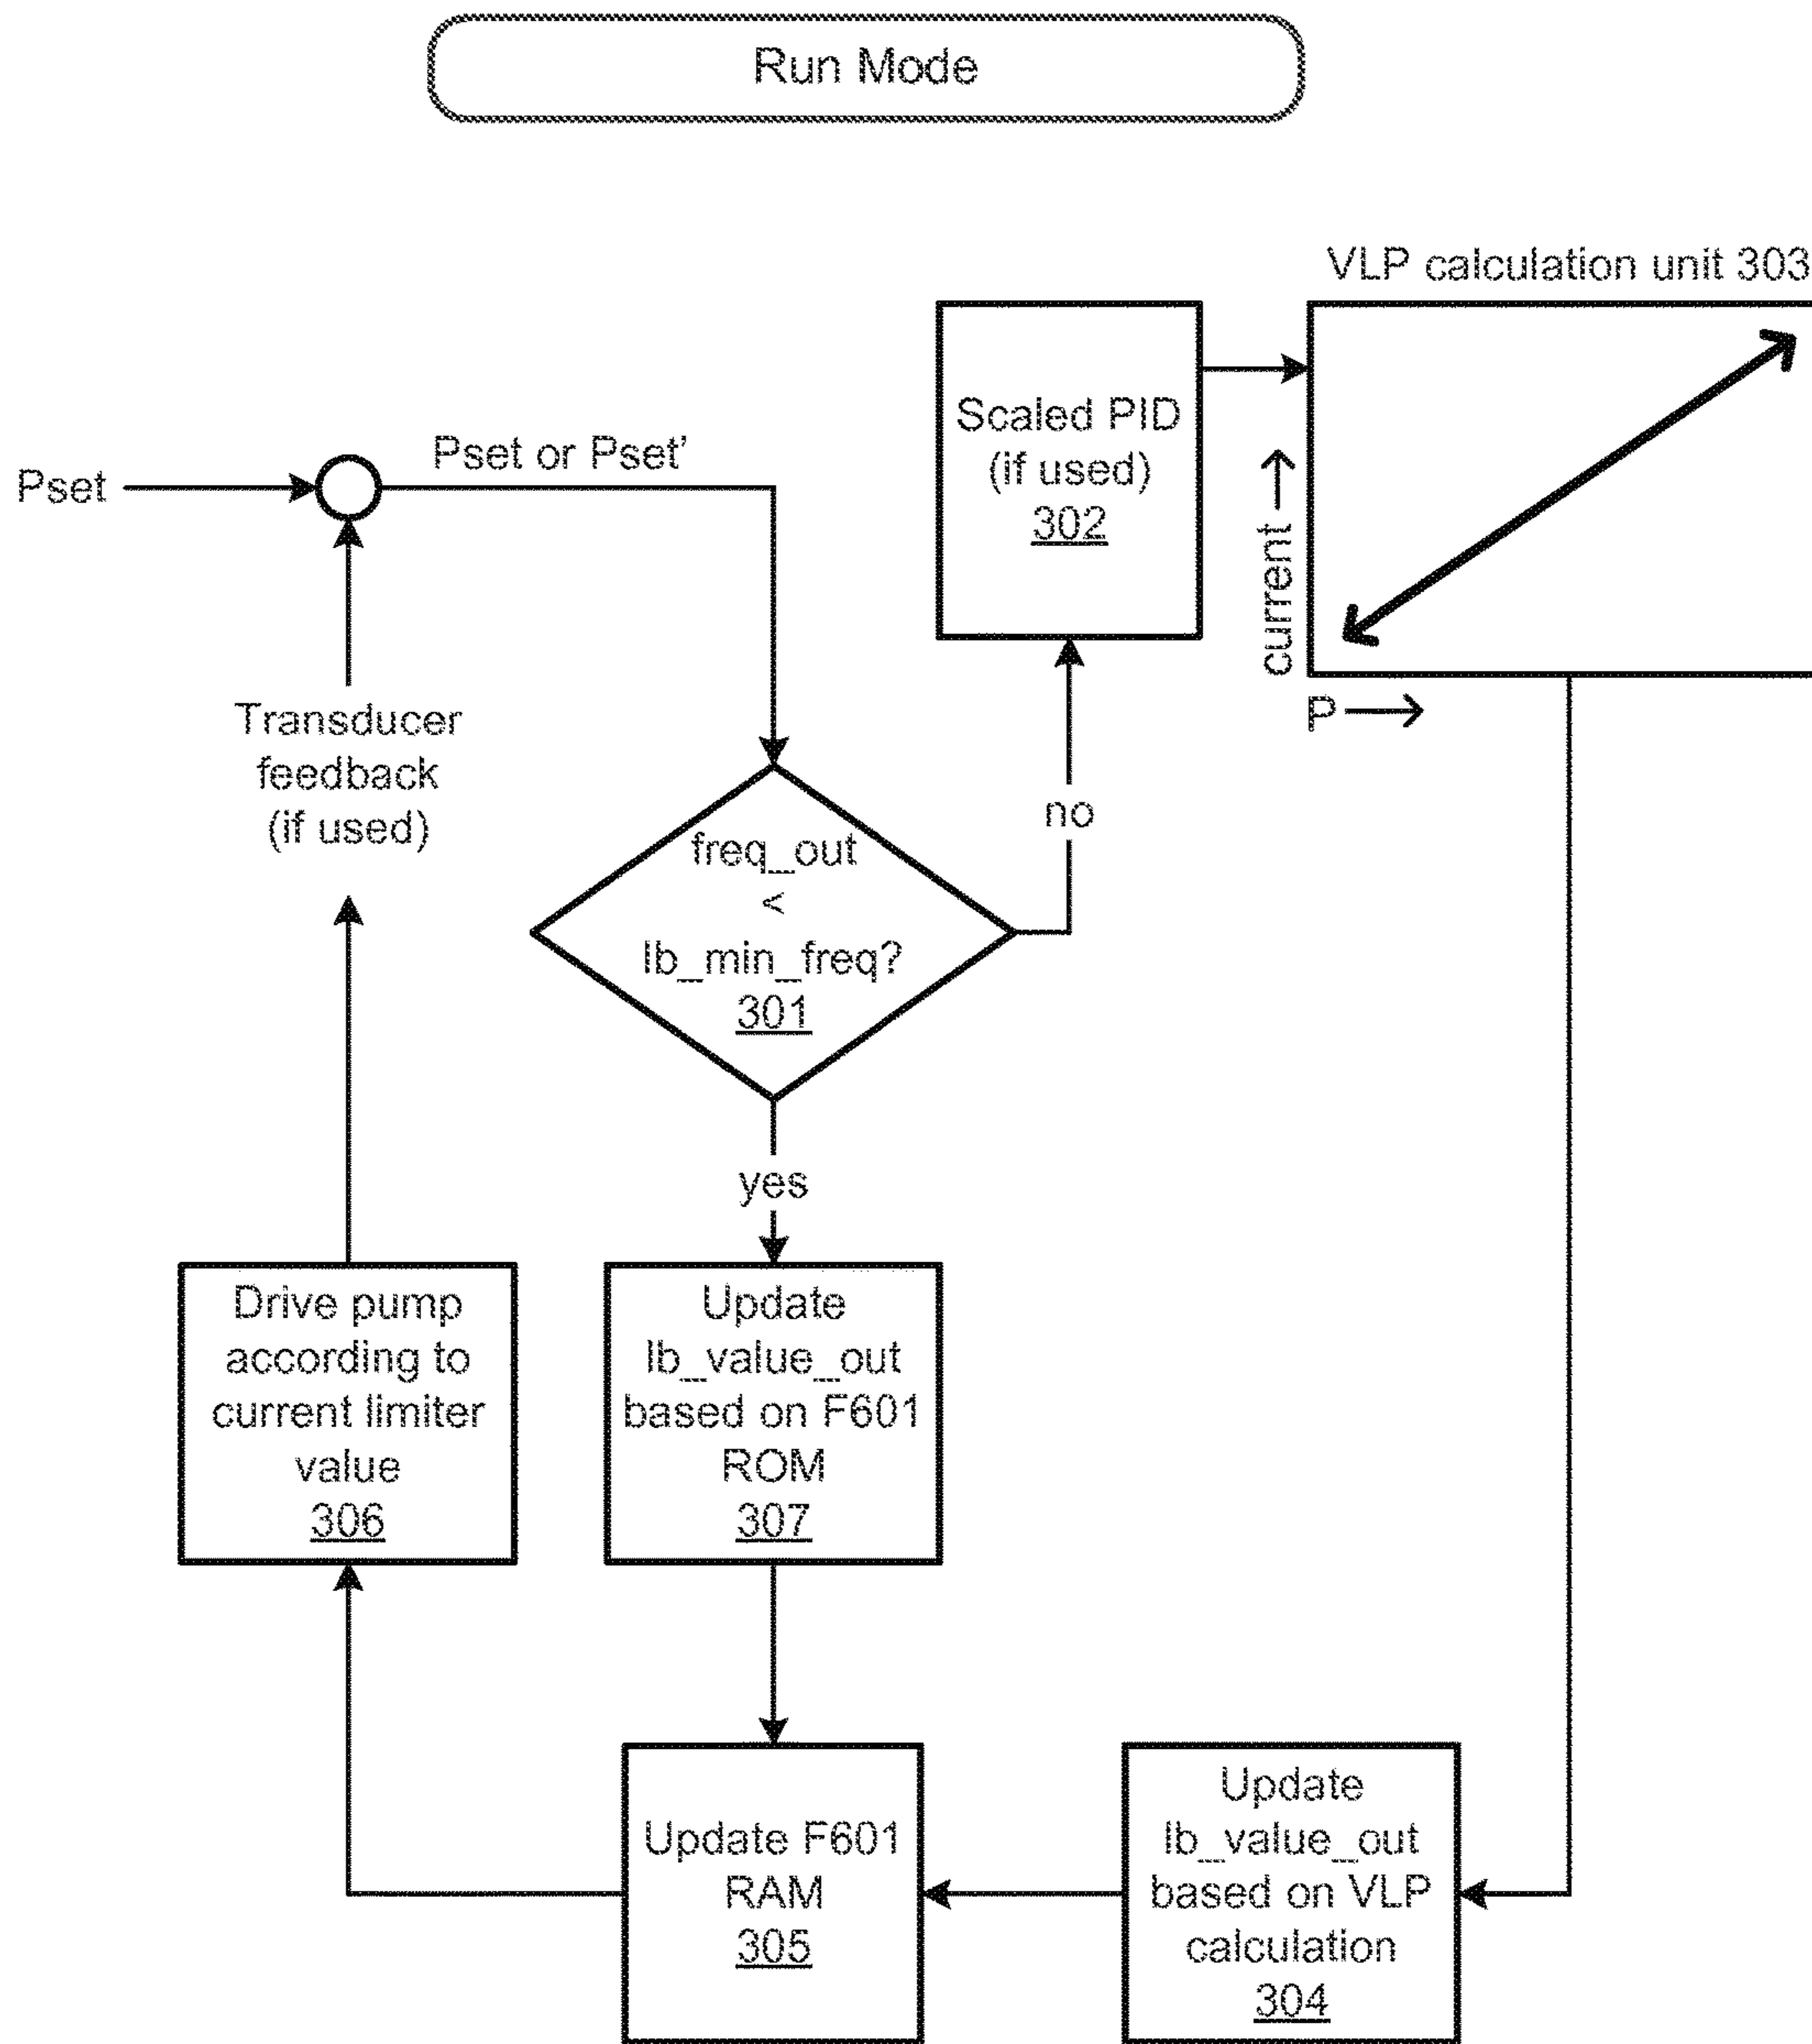 Run Mode
VLP calculation unit 303
Scaled PID
(if used)
302
current
P
Pset
Pset or Pset'
Transducer
feedback
(if used)
no
freq_out
<
lb_min_freq?
301
yes
Drive pump
according to
current limiter
value
306
Update
lb_value_out
based on F601
ROM
307
Update F601
RAM
305
Update
lb_value_out
based on VLP
calculation
304